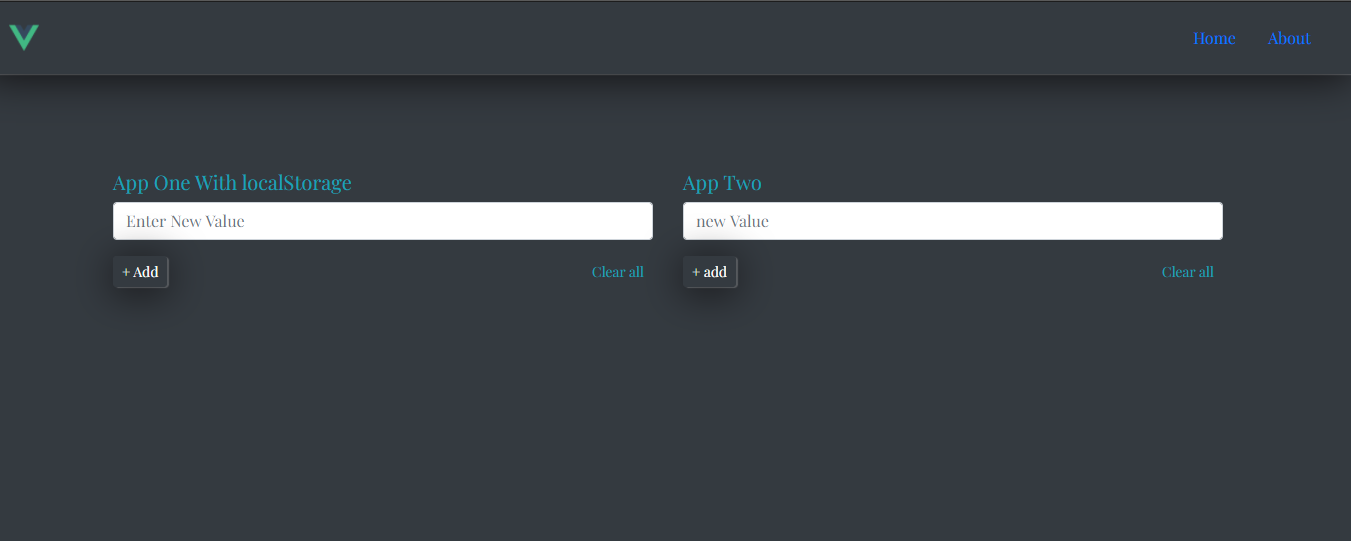 Home About
App One With localStorage
Enter New Value
+ Add Clear all
App Two
new Value
+ add Clear all